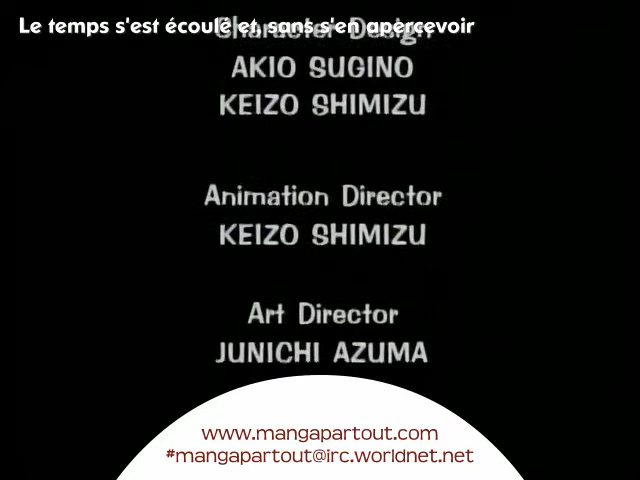 Le temps s'est écoulé et, sans s'en apercevoir
Character Design
AKIO SUGINO
KEIZO SHIMIZU
Animation Director
KEIZO SHIMIZU
Art Director
JUNICHI AZUMA
www.mangapartout.com
#mangapartout@irc.worldnet.net